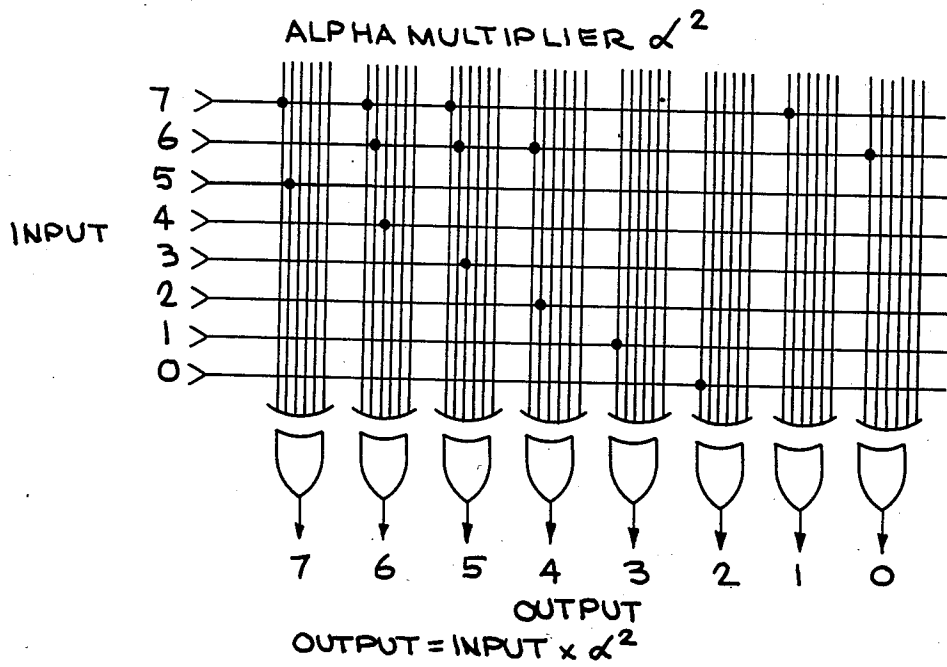 ALPHA MULTIPLIER α²
7
6
5
4
INPUT
3
2
1
0
7 6 5 4 3 2 1 0
OUTPUT
OUTPUT = INPUT × α²